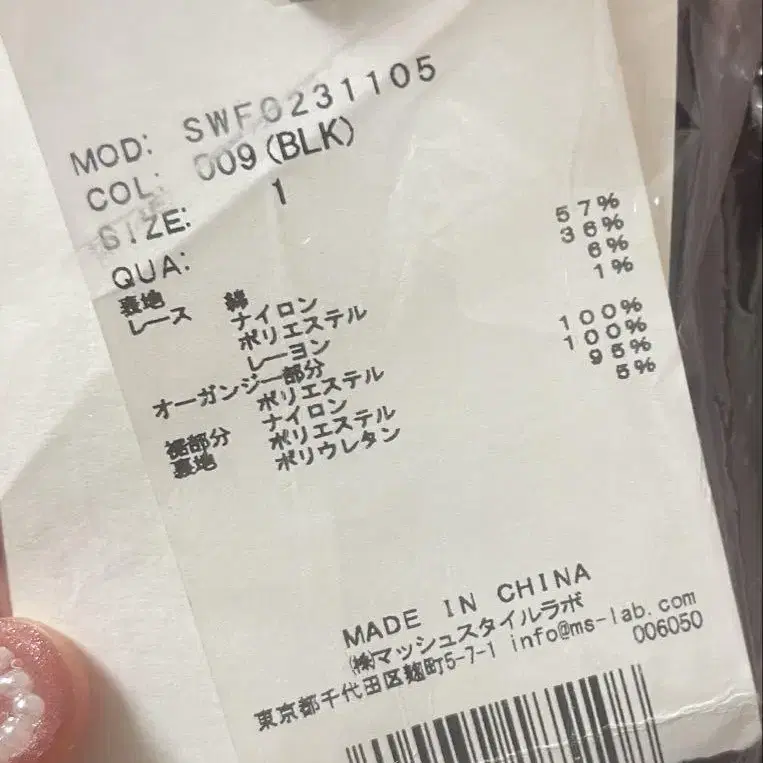 MOD: SWFO231105
COL: 009(BLK)
SIZE: 1
QUA:
表地 綿 57%
レース ナイロン 36%
ポリエステル 6%
レーヨン 1%
オーガンジー部分
ポリエステル 100%
裾部分 ナイロン 100%
裏地 ポリエステル 95%
ポリウレタン 5%
MADE IN CHINA
㈱マッシュスタイルラボ
東京都千代田区麹町5-7-1 info@ms-lab.com
006050